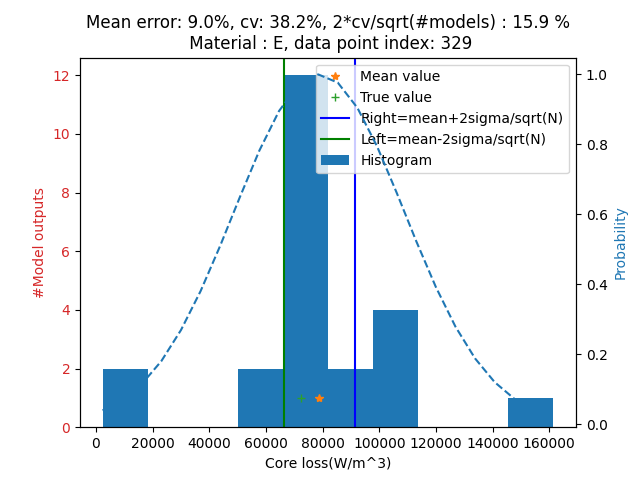 Mean error: 9.0%, cv: 38.2%, 2*cv/sqrt(#models) : 15.9 %
Material : E, data point index: 329
Mean value
True value
Right=mean+2sigma/sqrt(N)
Left=mean-2sigma/sqrt(N)
Histogram
#Model outputs
12
10
8
6
4
2
0
Probability
1.0
0.8
0.6
0.4
0.2
0.0
0 20000 40000 60000 80000 100000 120000 140000 160000
Core loss(W/m^3)